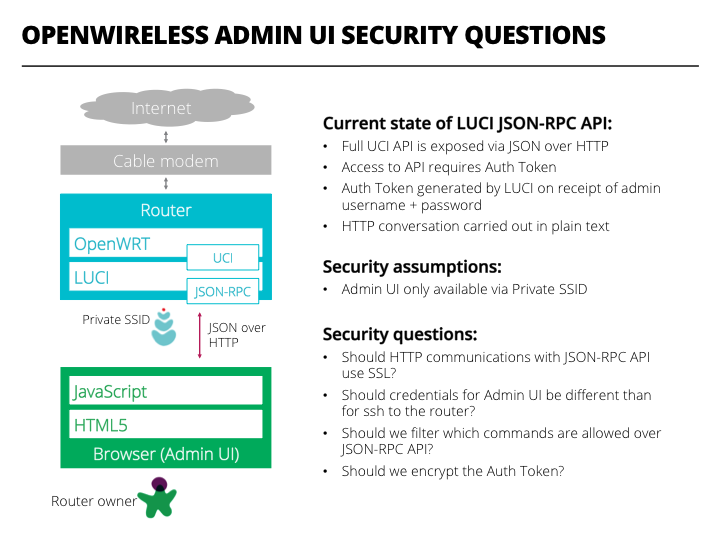 OPENWIRELESS ADMIN UI SECURITY QUESTIONS
Internet
Cable modem
Router
OpenWRT
UCI
LUCI
JSON-RPC
Private SSID
JSON over
HTTP
JavaScript
HTML5
Browser (Admin UI)
Router owner
Current state of LUCI JSON-RPC API:
• Full UCI API is exposed via JSON over HTTP
• Access to API requires Auth Token
• Auth Token generated by LUCI on receipt of admin
username + password
• HTTP conversation carried out in plain text
Security assumptions:
• Admin UI only available via Private SSID
Security questions:
• Should HTTP communications with JSON-RPC API
use SSL?
• Should credentials for Admin UI be different than
for ssh to the router?
• Should we filter which commands are allowed over
JSON-RPC API?
• Should we encrypt the Auth Token?